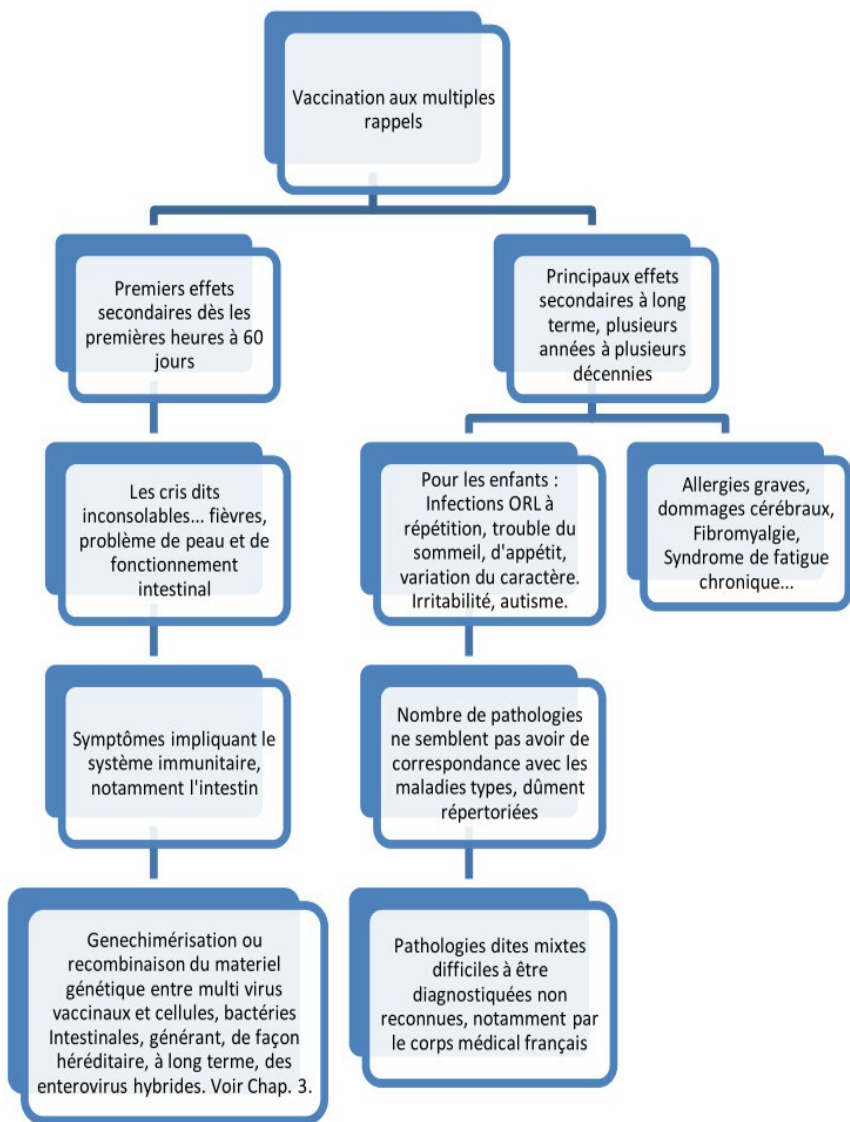 Vaccination aux multiples
rappels
Premiers effets
secondaires dès les
premières heures à 60
jours
Principaux effets
secondaires à long
terme, plusieurs
années à plusieurs
décennies
Les cris dits
inconsolables... fièvres,
problème de peau et de
fonctionnement
intestinal
Pour les enfants :
Infections ORL à
répétition, trouble du
sommeil, d'appétit,
variation du caractère.
Irritabilité, autisme.
Allergies graves,
dommages cérébraux,
Fibromyalgie,
Syndrome de fatigue
chronique...
Symptômes impliquant le
système immunitaire,
notamment l'intestin
Nombre de pathologies
ne semblent pas avoir de
correspondance avec les
maladies types, dûment
répertoriées
Genechimérisation ou
recombinaison du materiel
génétique entre multi virus
vaccinaux et cellules, bactéries
Intestinales, générant, de façon
héréditaire, à long terme, des
enterovirus hybrides. Voir Chap. 3.
Pathologies dites mixtes
difficiles à être
diagnostiquées non
reconnues, notamment par
le corps médical français